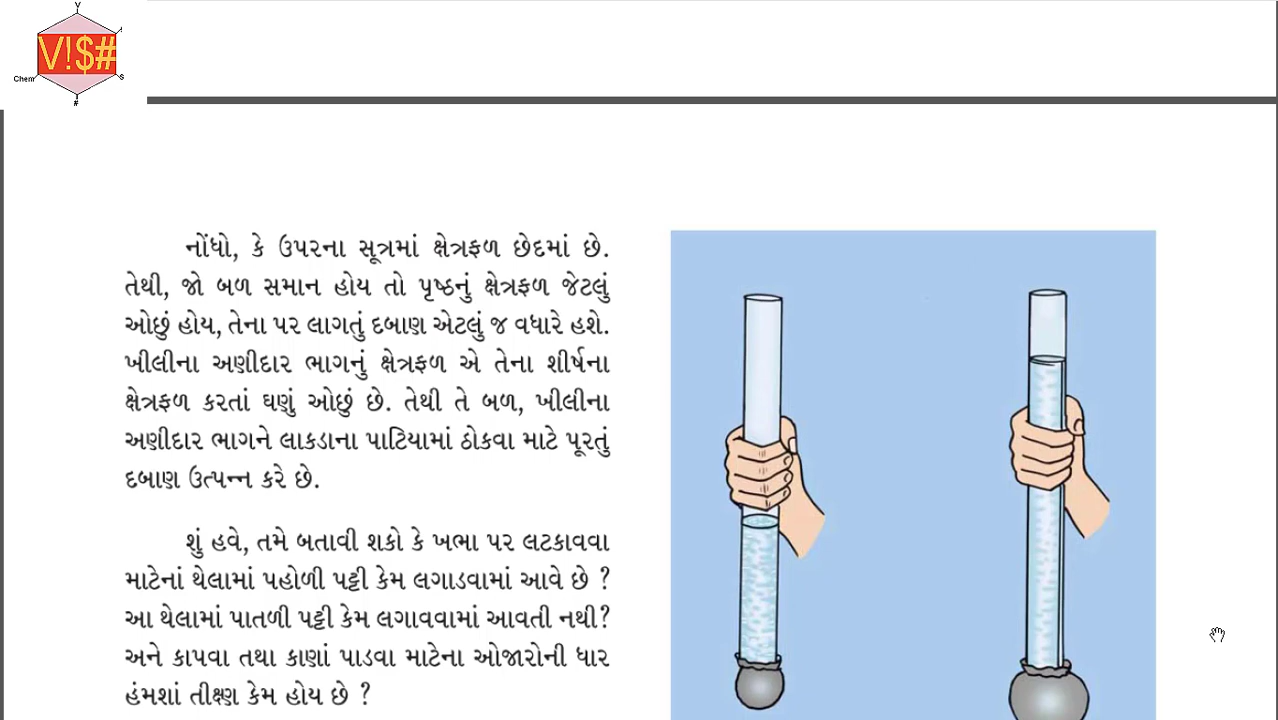 Y
V!$#
Chem
S
#
નોંધો, કે ઉપરના સૂત્રમાં ક્ષેત્રફળ છેદમાં છે.
તેથી, જો બળ સમાન હોય તો પૃષ્ઠનું ક્ષેત્રફળ જેટલું
ઓછું હોય, તેના પર લાગતું દબાણ એટલું જ વધારે હશે.
ખીલીના અણીદાર ભાગનું ક્ષેત્રફળ એ તેના શીર્ષના
ક્ષેત્રફળ કરતાં ઘણું ઓછું છે. તેથી તે બળ, ખીલીના
અણીદાર ભાગને લાકડાના પાટિયામાં ઠોકવા માટે પૂરતું
દબાણ ઉત્પન્ન કરે છે.
શું હવે, તમે બતાવી શકો કે ખભા પર લટકાવવા
માટેનાં થેલામાં પહોળી પટ્ટી કેમ લગાડવામાં આવે છે ?
આ થેલામાં પાતળી પટ્ટી કેમ લગાવવામાં આવતી નથી?
અને કાપવા તથા કાણાં પાડવા માટેના ઓજારોની ધાર
હંમશાં તીક્ષ્ણ કેમ હોય છે ?